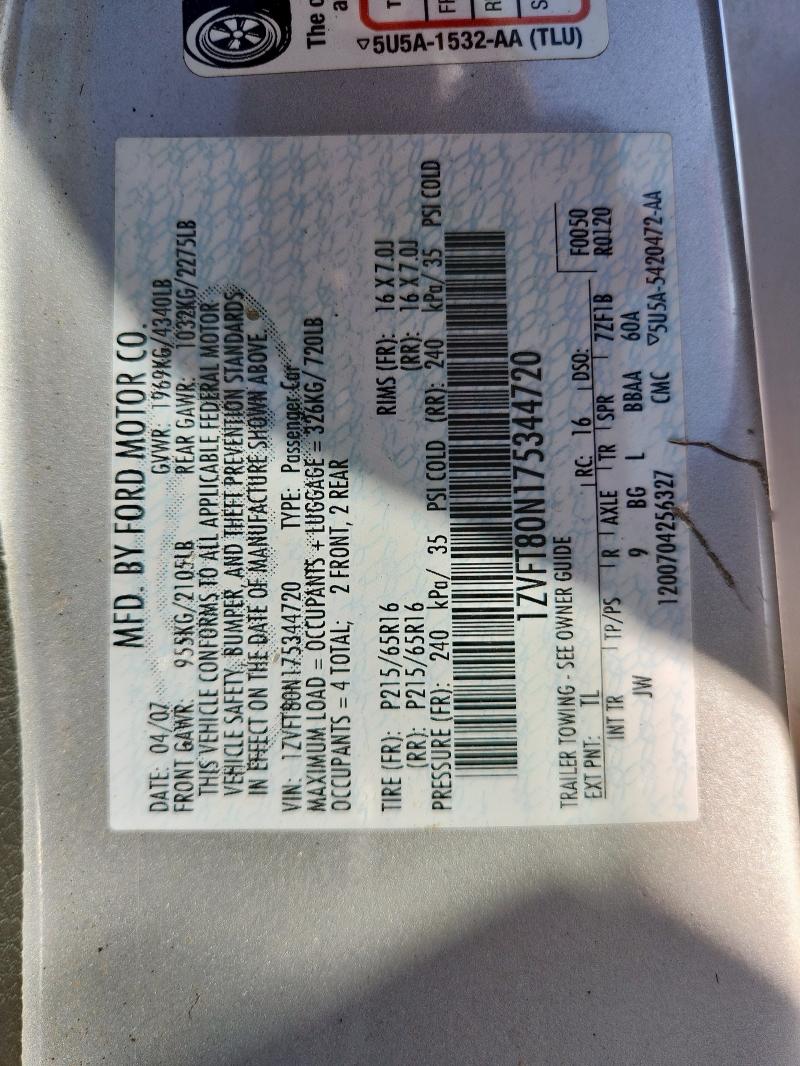 The o
a
T
FR
R
S
▽5U5A-1532-AA (TLU)
MFD. BY FORD MOTOR CO.
DATE: 04/07 GVWR: 1969KG/4340LB
FRONT GAWR: 955KG/2105LB REAR GAWR: 1032KG/2275LB
THIS VEHICLE CONFORMS TO ALL APPLICABLE FEDERAL MOTOR
VEHICLE SAFETY, BUMPER, AND THEFT PREVENTION STANDARDS
IN EFFECT ON THE DATE OF MANUFACTURE SHOWN ABOVE.
VIN: 1ZVFT80N175344720 TYPE: Passenger Car
MAXIMUM LOAD = OCCUPANTS + LUGGAGE = 326KG/ 720LB
OCCUPANTS = 4 TOTAL; 2 FRONT, 2 REAR
TIRE (FR): P215/65R16 RIMS (FR): 16 X 7.0J
(RR): P215/65R16 (RR): 16 X 7.0J
PRESSURE (FR): 240 kPa/ 35 PSI COLD (RR): 240 kPa/ 35 PSI COLD
1ZVFT80N175344720
TRAILER TOWING - SEE OWNER GUIDE F0050
EXT PNT: TL RC: 16 DSO: R0120
INT TR TP/PS R AXLE TR SPR 7ZF1B
JW 9 BG L BBAA 60A
1200704256327 CMC ▽5U5A-5420472-AA